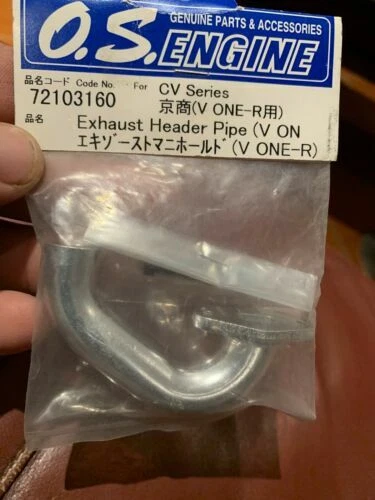 GENUINE PARTS & ACCESSORIES
O.S.ENGINE
品名コード Code No. For CV Series
72103160 京商(V ONE-R用)
品名 Exhaust Header Pipe (V ON
エキゾーストマニホールド(V ONE-R)